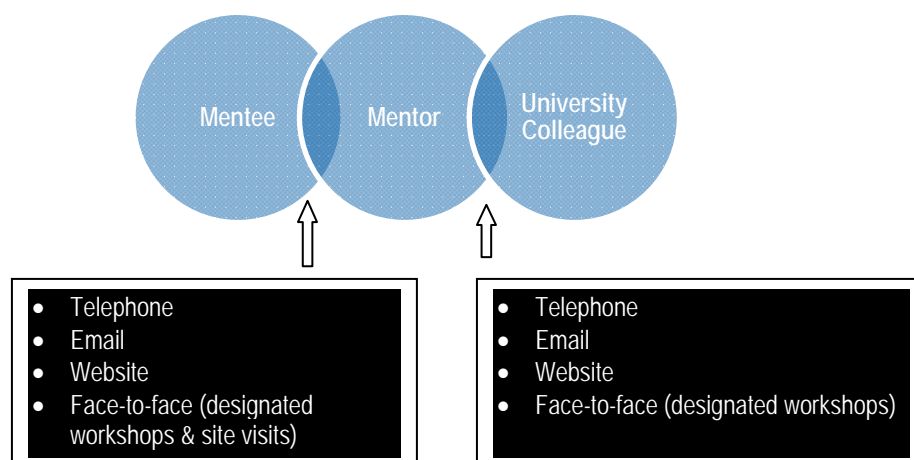 Mentee
Mentor
University
Colleague
• Telephone
• Email
• Website
• Face-to-face (designated
workshops & site visits)
• Telephone
• Email
• Website
• Face-to-face (designated workshops)